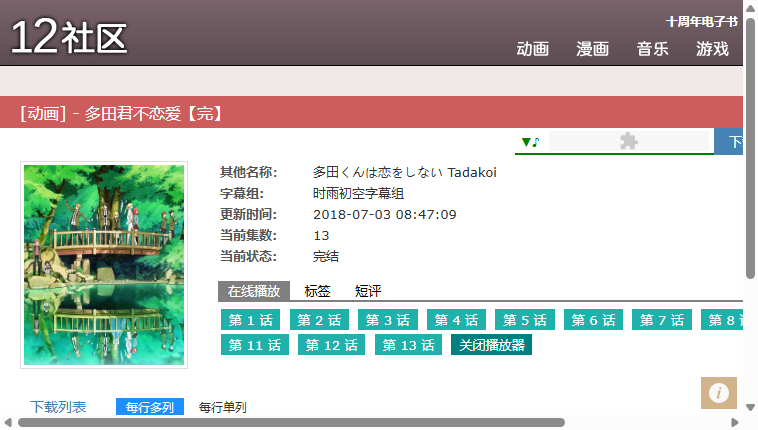 12社区
十周年电子书
动画 漫画 音乐 游戏
[动画] - 多田君不恋爱【完】
▼♪
其他名称: 多田くんは恋をしない Tadakoi
字幕组: 时雨初空字幕组
更新时间: 2018-07-03 08:47:09
当前集数: 13
当前状态: 完结
在线播放 标签 短评
第 1 话 第 2 话 第 3 话 第 4 话 第 5 话 第 6 话 第 7 话 第 8
第 11 话 第 12 话 第 13 话 关闭播放器
下载列表 每行多列 每行单列